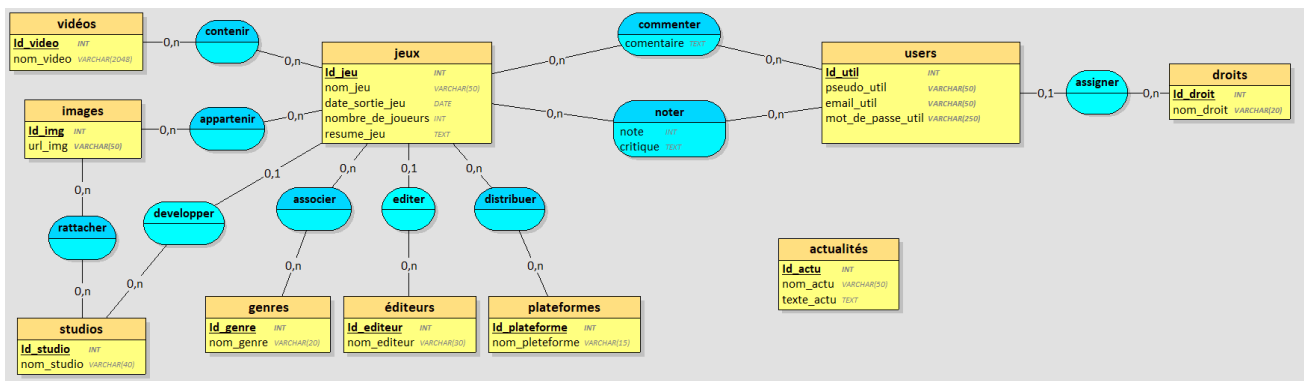 vidéos
Id_video INT
nom_video VARCHAR(2048)
0,n
contenir
0,n
images
Id_img INT
url_img VARCHAR(50)
0,n
appartenir
0,n
0,n
rattacher
0,n
studios
Id_studio INT
nom_studio VARCHAR(40)
developper
0,1
0,n
jeux
Id_jeu INT
nom_jeu VARCHAR(50)
date_sortie_jeu DATE
nombre_de_joueurs INT
resume_jeu TEXT
0,n
associer
0,n
genres
Id_genre INT
nom_genre VARCHAR(20)
0,1
editer
0,n
éditeurs
Id_editeur INT
nom_editeur VARCHAR(30)
0,n
distribuer
0,n
plateformes
Id_plateforme INT
nom_pleteforme VARCHAR(15)
0,n
commenter
comentaire TEXT
0,n
0,n
noter
note INT
critique TEXT
0,n
users
Id_util INT
pseudo_util VARCHAR(50)
email_util VARCHAR(50)
mot_de_passe_util VARCHAR(250)
0,1
assigner
0,n
droits
Id_droit INT
nom_droit VARCHAR(20)
actualités
Id_actu INT
nom_actu VARCHAR(50)
texte_actu TEXT